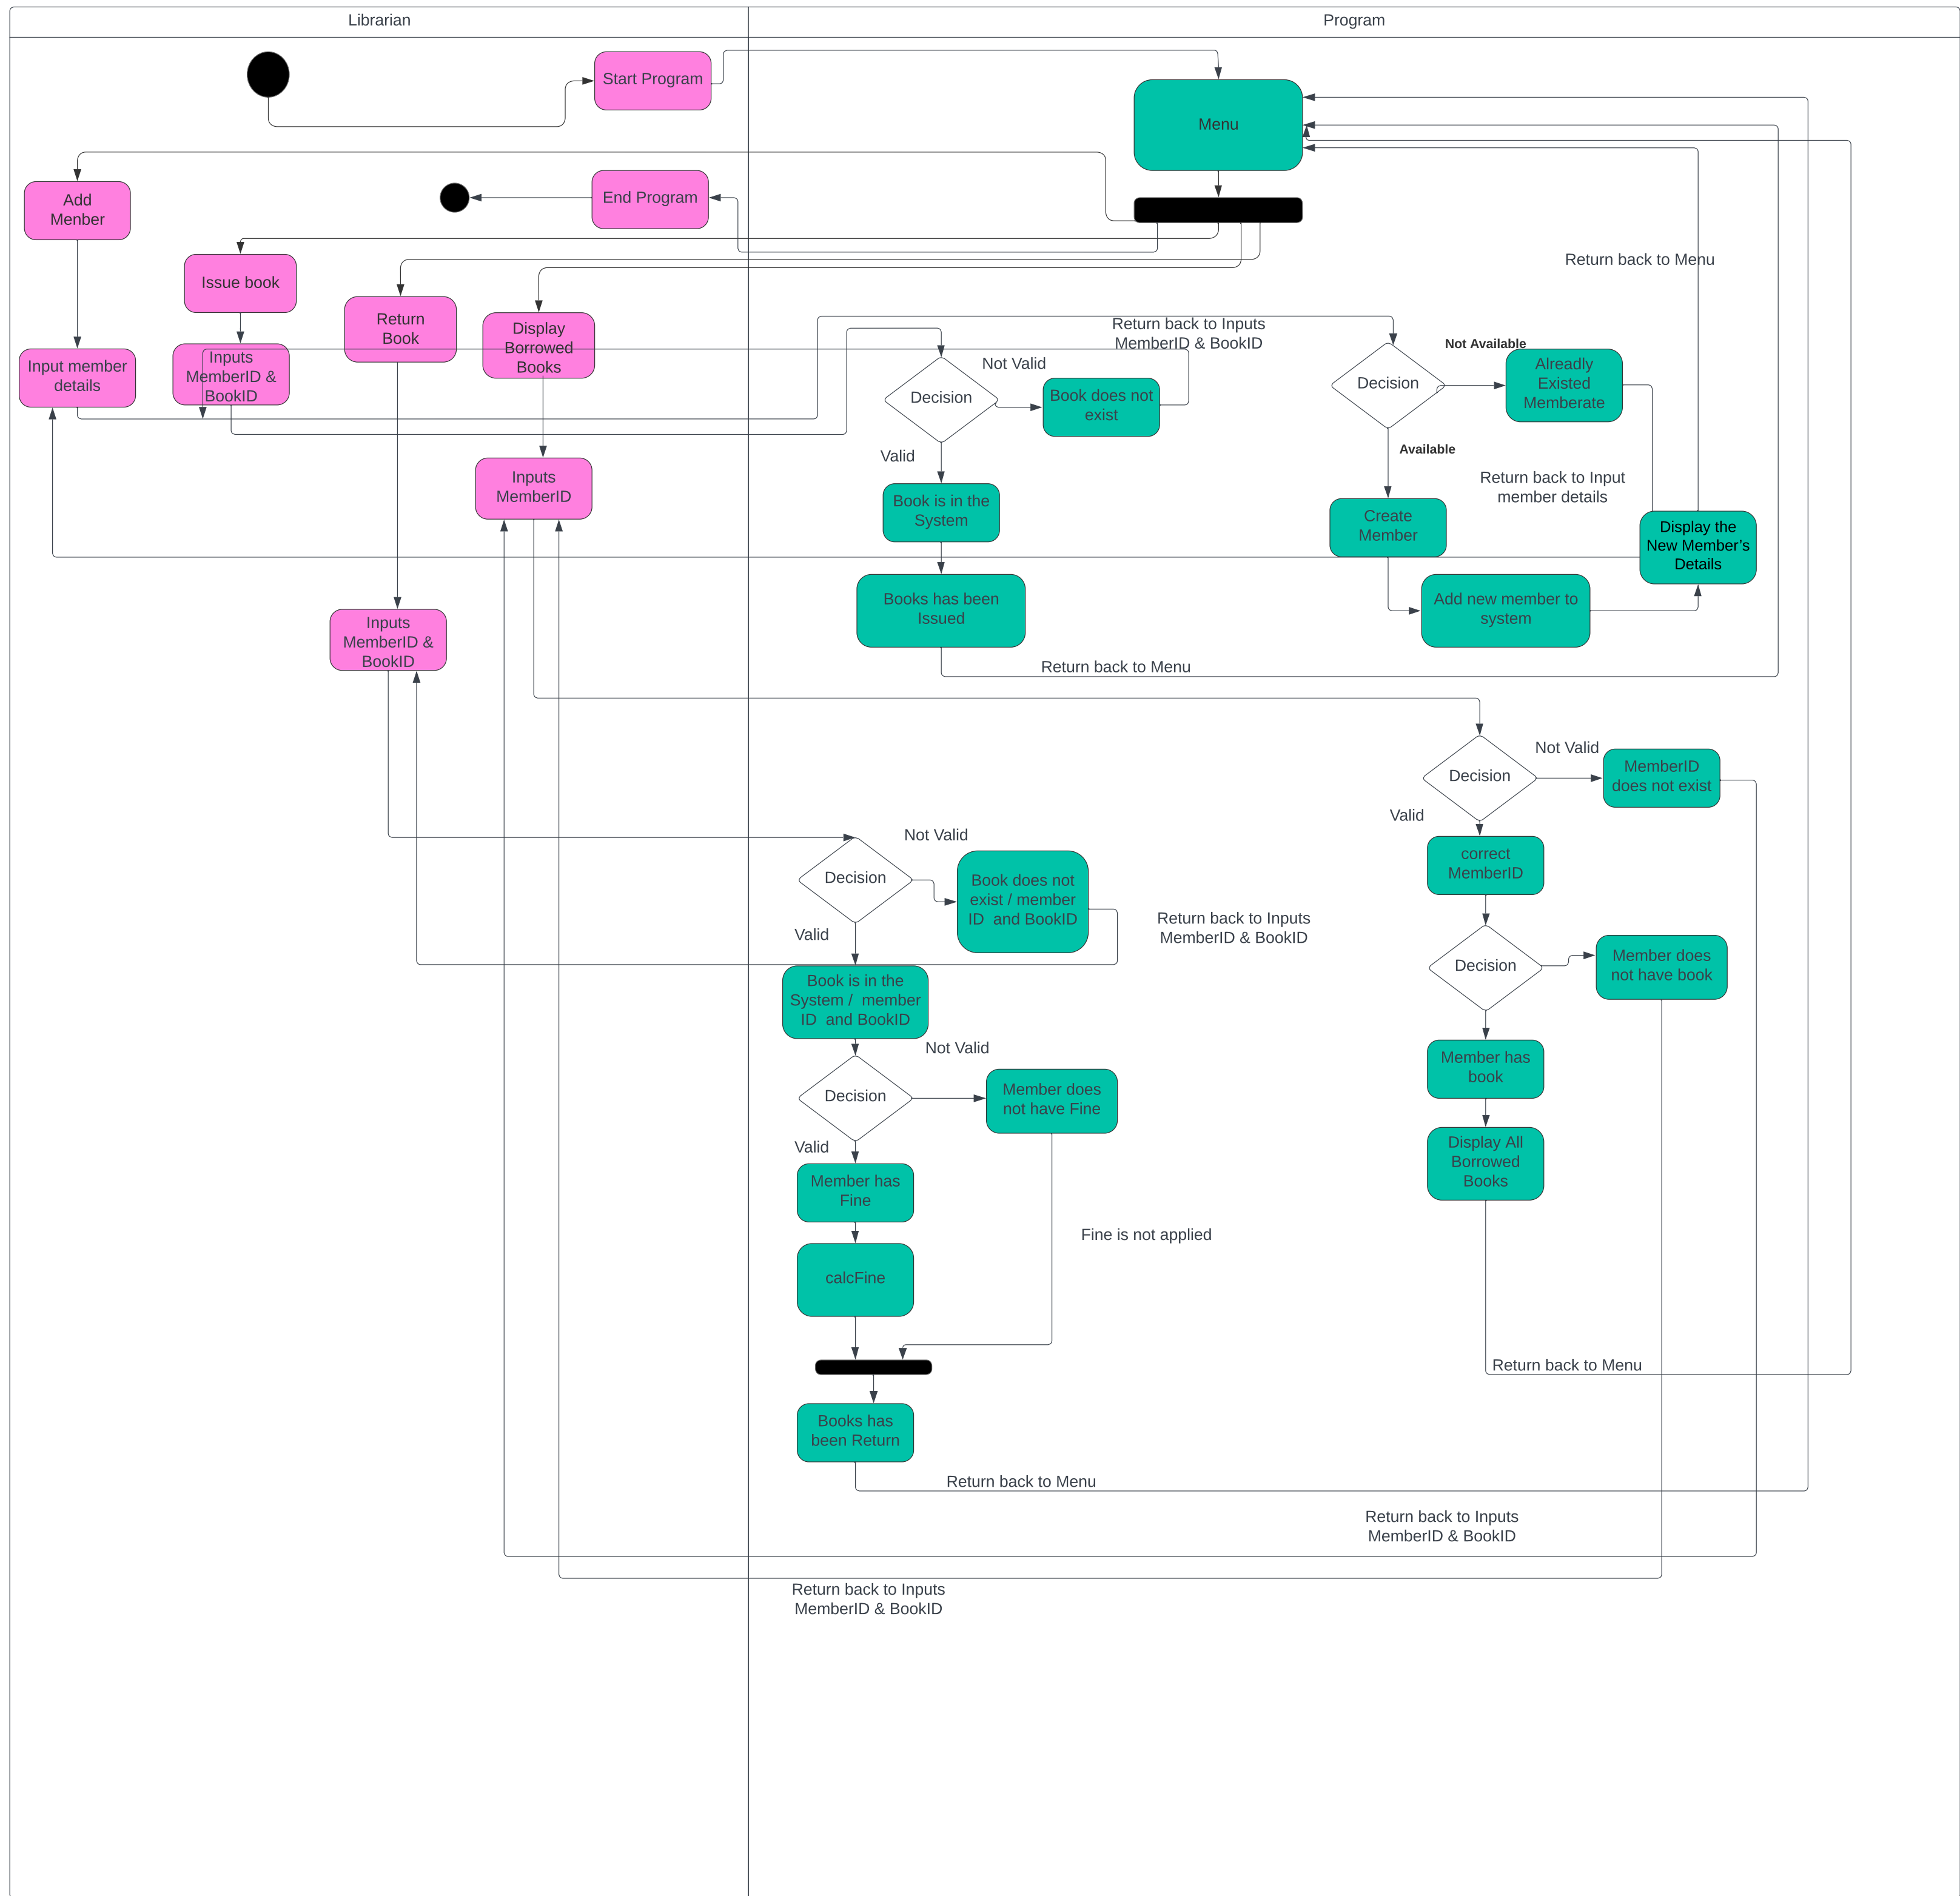 Librarian
Program
Start Program
Menu
Add
Menber
End Program
Issue book
Return back to Menu
Return
Book
Display
Borrowed
Books
Input member
details
Inputs
MemberID &
BookID
Return back to Inputs
MemberID & BookID
Not Valid
Decision
Book does not
exist
Valid
Not Available
Decision
Alreadly
Existed
Memberate
Available
Inputs
MemberID
Book is in the
System
Return back to Input
member details
Create
Member
Display the
New Member's
Details
Books has been
Issued
Add new member to
system
Inputs
MemberID &
BookID
Return back to Menu
Not Valid
Decision
MemberID
does not exist
Valid
Not Valid
Decision
Book does not
exist / member
ID and BookID
Return back to Inputs
MemberID & BookID
Valid
correct
MemberID
Decision
Member does
not have book
Book is in the
System / member
ID and BookID
Not Valid
Decision
Member does
not have Fine
Valid
Member has
book
Display All
Borrowed
Books
Member has
Fine
Fine is not applied
calcFine
Return back to Menu
Books has
been Return
Return back to Menu
Return back to Inputs
MemberID & BookID
Return back to Inputs
MemberID & BookID